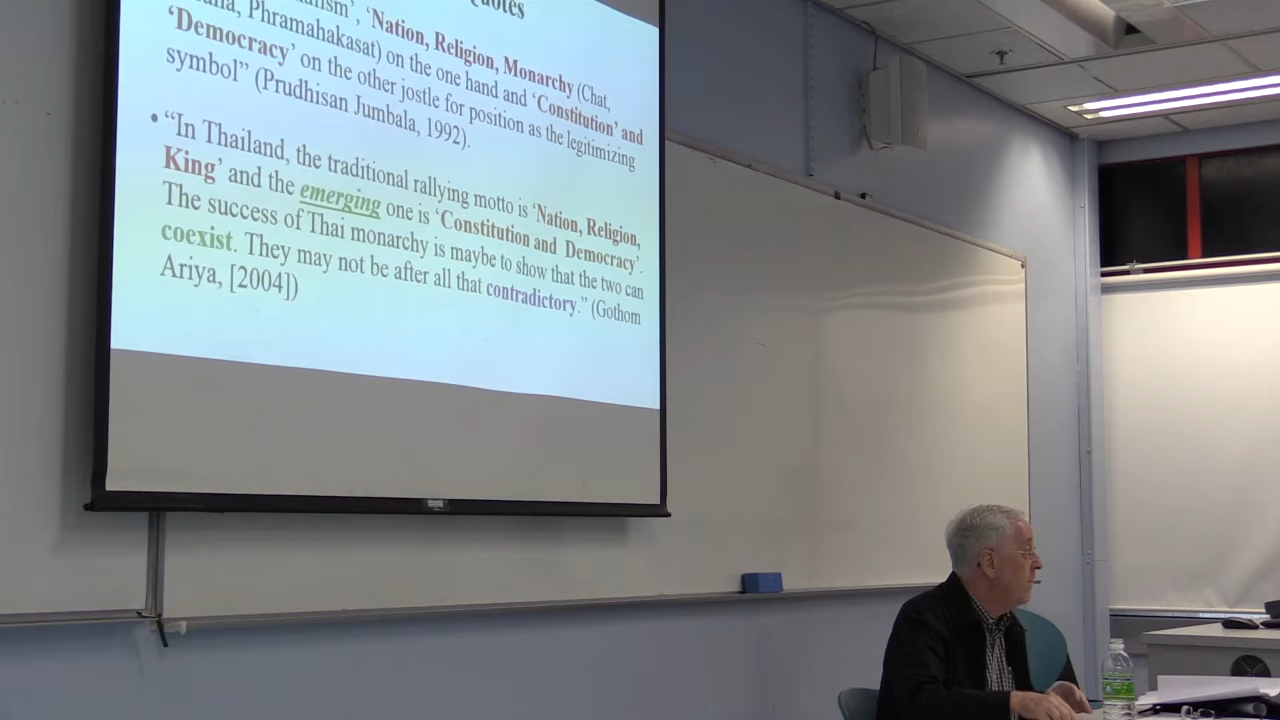 ‘Nation, Religion, Monarchy (Chat,
Phramahakasat) on the one hand and ‘Constitution’ and
‘Democracy’ on the other jostle for position as the legitimizing
symbol” (Prudhisan Jumbala, 1992).
• “In Thailand, the traditional rallying motto is ‘Nation, Religion,
King’ and the emerging one is ‘Constitution and Democracy’.
The success of Thai monarchy is maybe to show that the two can
coexist. They may not be after all that contradictory.” (Gothom
Ariya, [2004])